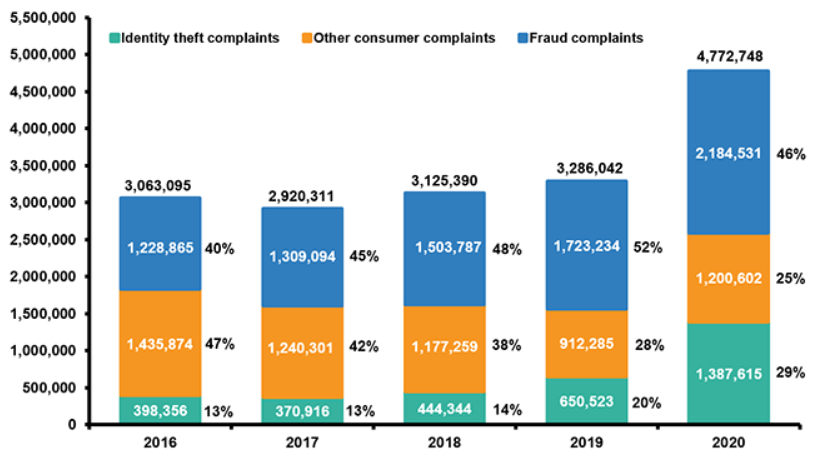 5,500,000
Identity theft complaints Other consumer complaints Fraud complaints
5,000,000
4,772,748
4,500,000
4,000,000
3,500,000
2,184,531 46%
3,063,095 2,920,311 3,125,390 3,286,042
3,000,000
2,500,000
1,228,865 40% 1,309,094 45% 1,503,787 48% 1,723,234 52%
2,000,000
1,200,602 25%
1,500,000
1,435,874 47% 1,240,301 42% 1,177,259 38% 912,285 28%
1,000,000
1,387,615 29%
500,000
398,356 13% 370,916 13% 444,344 14% 650,523 20%
0
2016 2017 2018 2019 2020